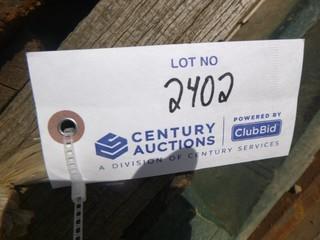 LOT NO
2402
CENTURY AUCTIONS
POWERED BY
ClubBid
A DIVISION OF CENTURY SERVICES